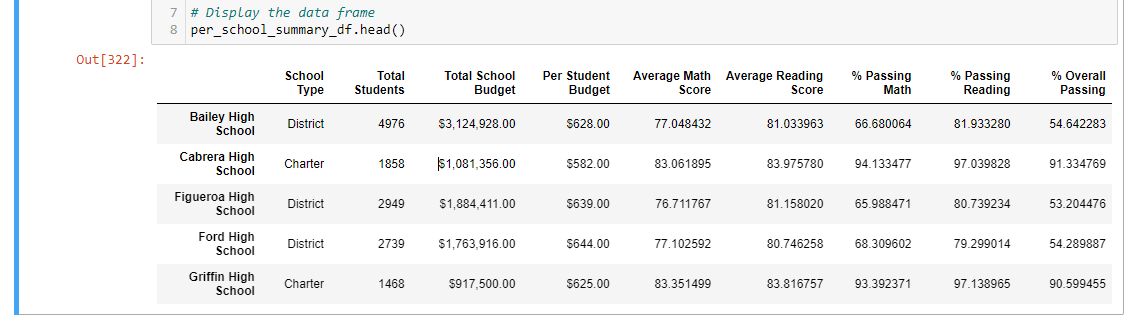 7 # Display the data frame
8 per_school_summary_df.head()
Out[322]:
School Type Total Students Total School Budget Per Student Budget Average Math Score Average Reading Score % Passing Math % Passing Reading % Overall Passing
Bailey High School District 4976 $3,124,928.00 $628.00 77.048432 81.033963 66.680064 81.933280 54.642283
Cabrera High School Charter 1858 $1,081,356.00 $582.00 83.061895 83.975780 94.133477 97.039828 91.334769
Figueroa High School District 2949 $1,884,411.00 $639.00 76.711767 81.158020 65.988471 80.739234 53.204476
Ford High School District 2739 $1,763,916.00 $644.00 77.102592 80.746258 68.309602 79.299014 54.289887
Griffin High School Charter 1468 $917,500.00 $625.00 83.351499 83.816757 93.392371 97.138965 90.599455